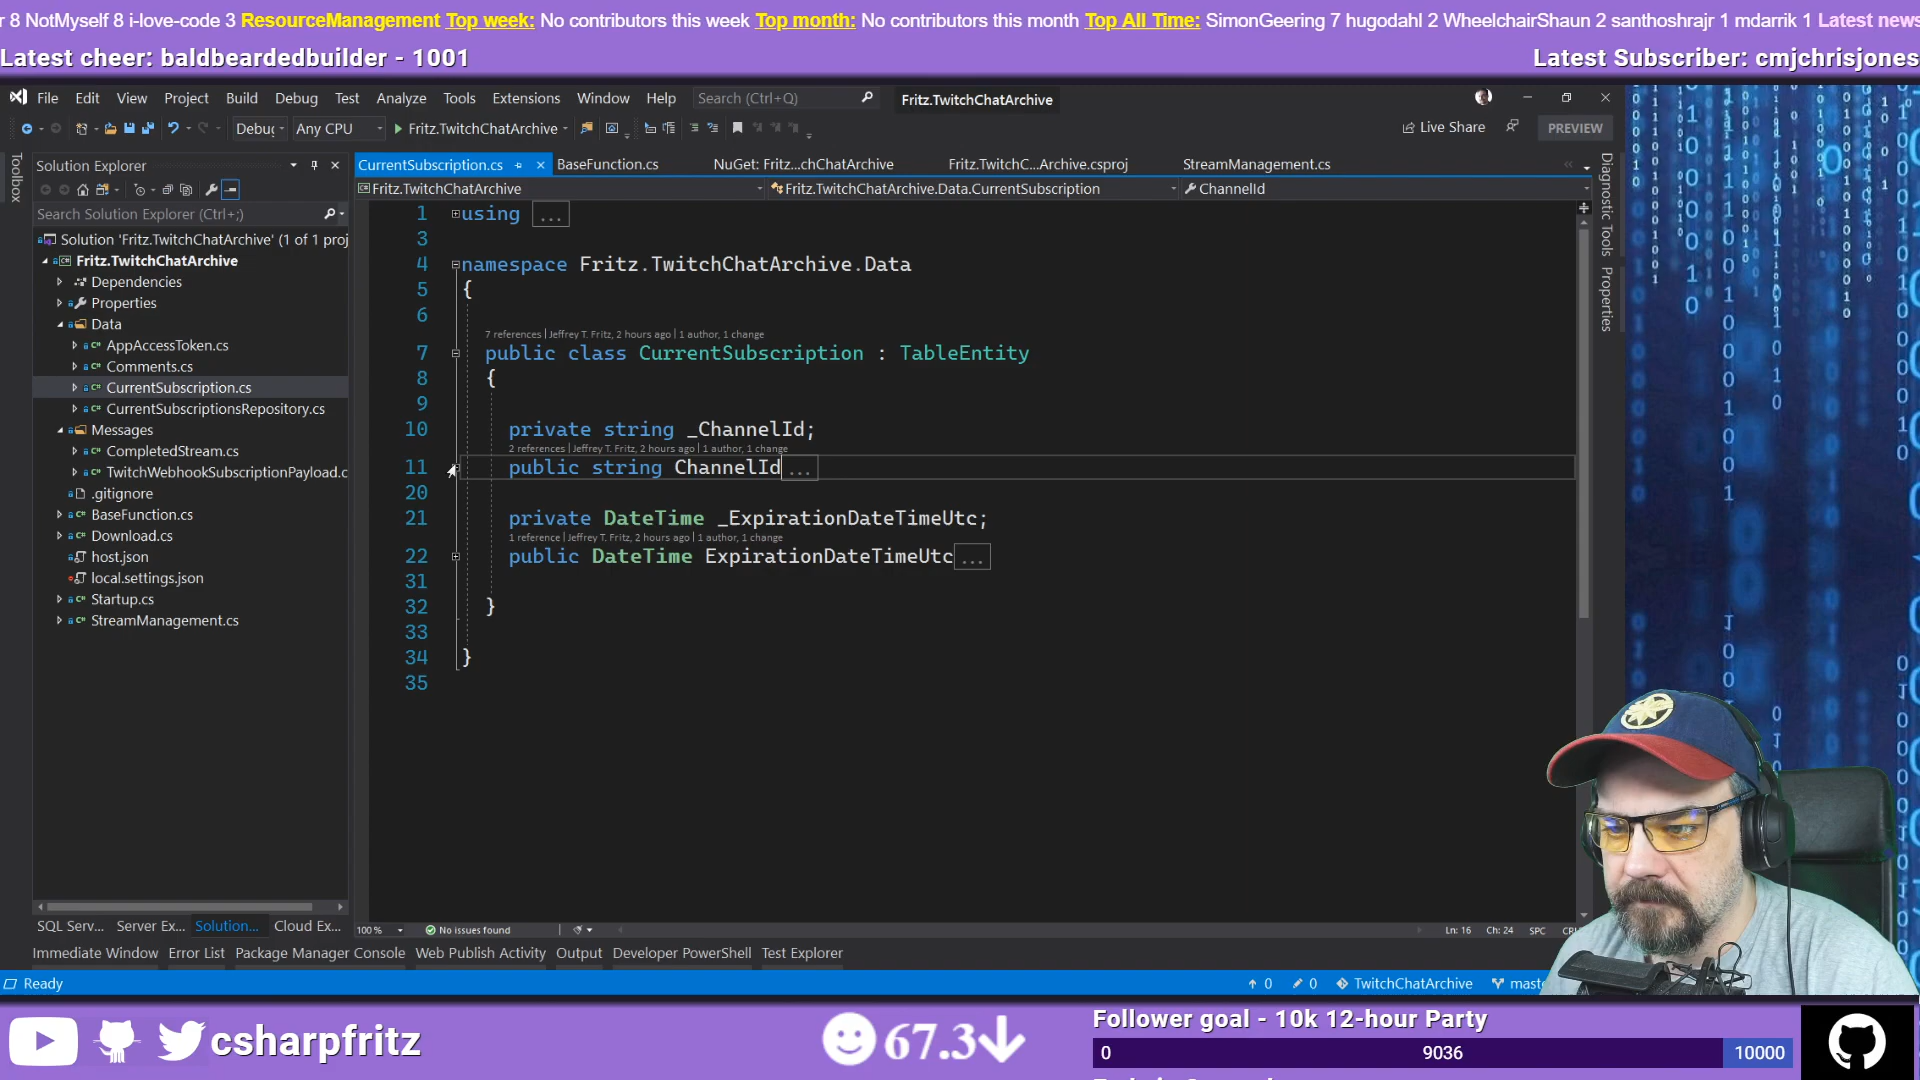 r 8 NotMyself 8 i-love-code 3 ResourceManagement Top week: No contributors this week Top month: No contributors this month Top All Time: SimonGeering 7 hugodahl 2 WheelchairShaun 2 santhoshrajr 1 mdarrik 1 Latest news
Latest cheer: baldbeardedbuilder - 1001
Latest Subscriber: cmjchrisjones
File Edit View Project Build Debug Test Analyze Tools Extensions Window Help Search (Ctrl+Q) Fritz.TwitchChatArchive
Debug Any CPU Fritz.TwitchChatArchive Live Share PREVIEW
Toolbox
Solution Explorer
Search Solution Explorer (Ctrl+;)
Solution 'Fritz.TwitchChatArchive' (1 of 1 proj
Fritz.TwitchChatArchive
Dependencies
Properties
Data
AppAccessToken.cs
Comments.cs
CurrentSubscription.cs
CurrentSubscriptionsRepository.cs
Messages
CompletedStream.cs
TwitchWebhookSubscriptionPayload.c
.gitignore
BaseFunction.cs
Download.cs
host.json
local.settings.json
Startup.cs
StreamManagement.cs
SQL Serv... Server Ex... Solution... Cloud Ex...
CurrentSubscription.cs BaseFunction.cs NuGet: Fritz...chChatArchive Fritz.TwitchC...Archive.csproj StreamManagement.cs
Fritz.TwitchChatArchive Fritz.TwitchChatArchive.Data.CurrentSubscription ChannelId
1 using ...
3
4 namespace Fritz.TwitchChatArchive.Data
5 {
6
7 references | Jeffrey T. Fritz, 2 hours ago | 1 author, 1 change
7 public class CurrentSubscription : TableEntity
8 {
9
10 private string _ChannelId;
2 references | Jeffrey T. Fritz, 2 hours ago | 1 author, 1 change
11 public string ChannelId ...
20
21 private DateTime _ExpirationDateTimeUtc;
1 reference | Jeffrey T. Fritz, 2 hours ago | 1 author, 1 change
22 public DateTime ExpirationDateTimeUtc ...
31
32 }
33
34 }
35
Diagnostic Tools
Properties
100 % No issues found Ln: 16 Ch: 24 SPC CR
Immediate Window Error List Package Manager Console Web Publish Activity Output Developer PowerShell Test Explorer
Ready 0 0 TwitchChatArchive mast
csharpfritz
67.3
Follower goal - 10k 12-hour Party
0 9036 10000